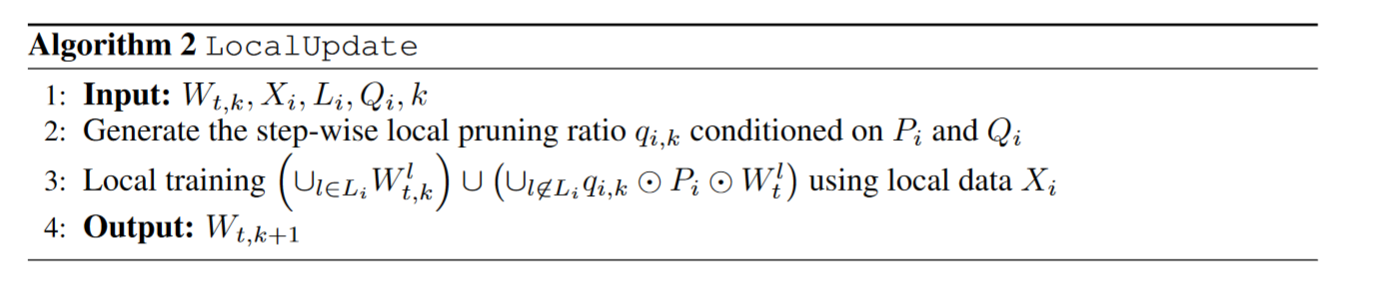 Algorithm 2 LocalUpdate
1: Input: $W_{t,k}, X_i, L_i, Q_i, k$
2: Generate the step-wise local pruning ratio $q_{i,k}$ conditioned on $P_i$ and $Q_i$
3: Local training $\left(\cup_{l \in L_i} W_{t,k}^l\right) \cup \left(\cup_{l \notin L_i} q_{i,k} \odot P_i \odot W_t^l\right)$ using local data $X_i$
4: Output: $W_{t,k+1}$